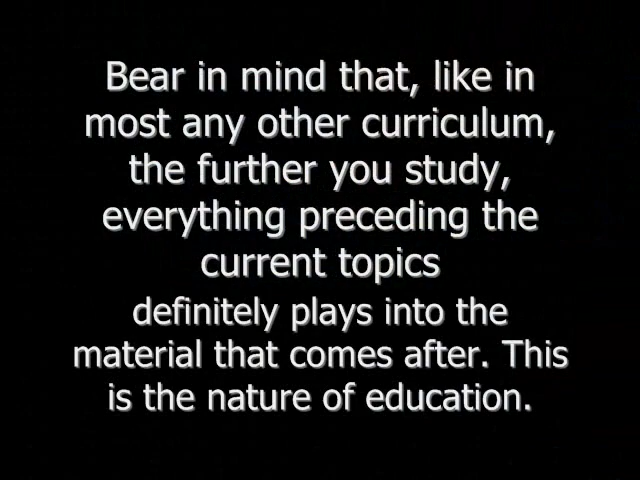 Bear in mind that, like in
most any other curriculum,
the further you study,
everything preceding the
current topics
definitely plays into the
material that comes after. This
is the nature of education.